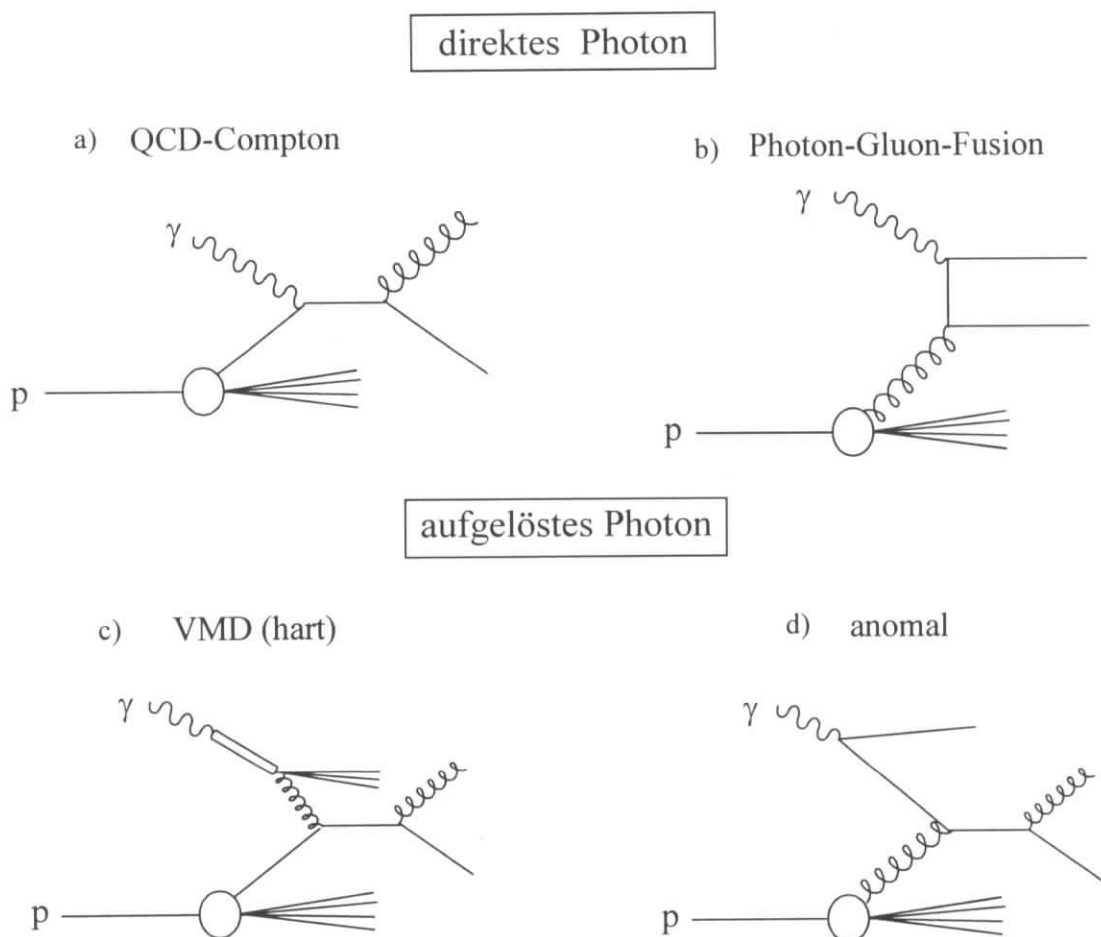 direktes Photon
a) QCD-Compton
b) Photon-Gluon-Fusion
γ
γ
p
p
aufgelöstes Photon
c) VMD (hart)
d) anomal
γ
γ
p
p